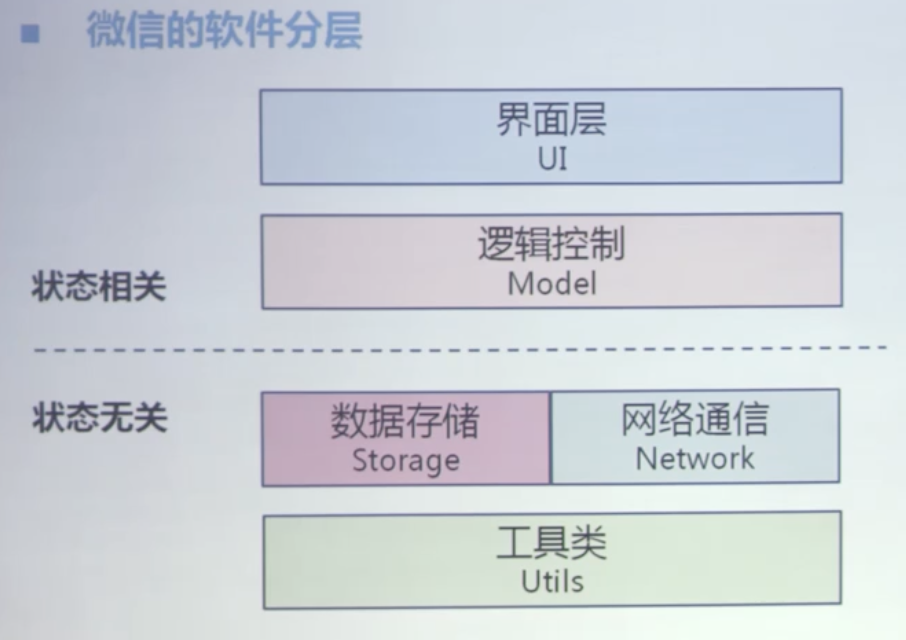 微信的软件分层
界面层
UI
逻辑控制
Model
状态相关
状态无关
数据存储
Storage
网络通信
Network
工具类
Utils